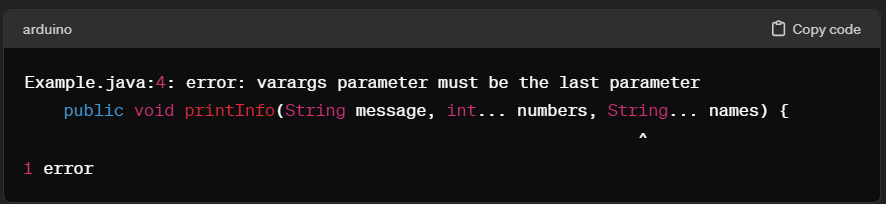 arduino
Copy code
Example.java:4: error: varargs parameter must be the last parameter
public void printInfo(String message, int... numbers, String... names) {
^
1 error